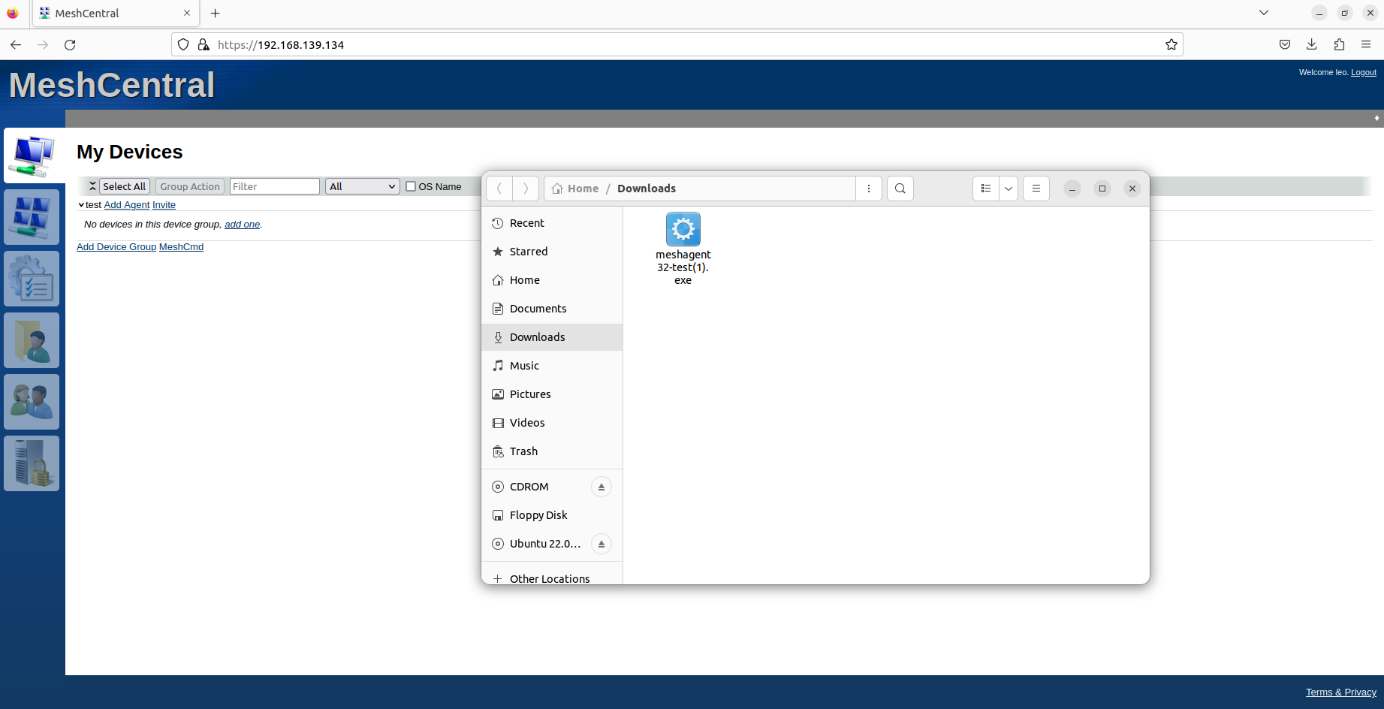 MeshCentral
https://192.168.139.134
MeshCentral
Welcome leo. Logout
My Devices
Select All Group Action Filter All OS Name
test Add Agent Invite
No devices in this device group, add one.
Add Device Group MeshCmd
Home / Downloads
Recent
Starred
Home
Documents
Downloads
Music
Pictures
Videos
Trash
CDROM
Floppy Disk
Ubuntu 22.0…
Other Locations
meshagent
32-test(1).
exe
Terms & Privacy